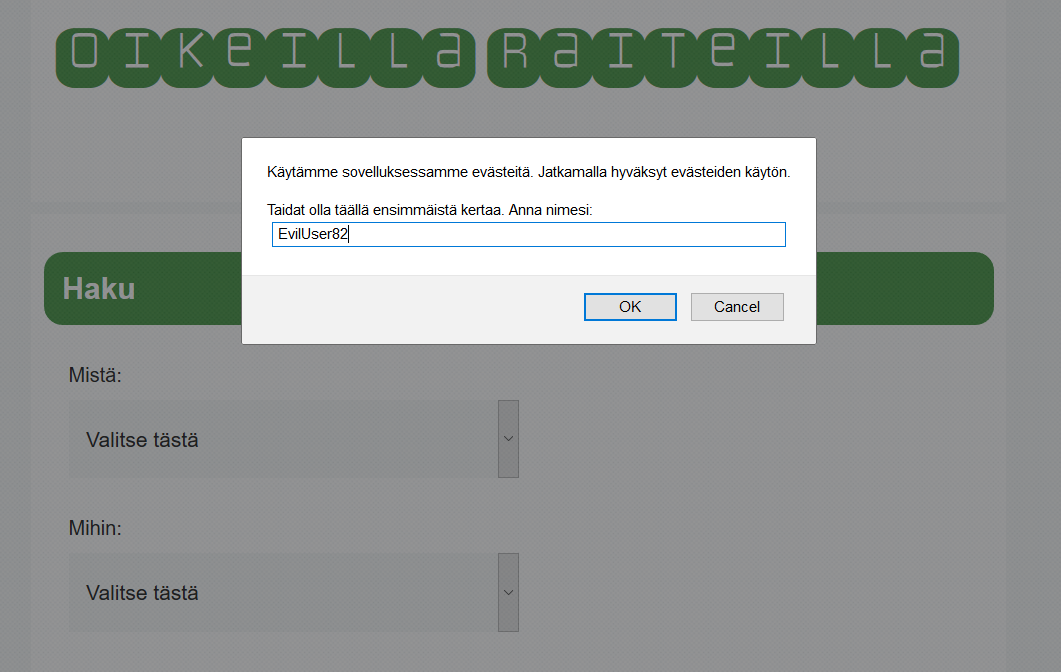 OIKeILLa RaITeILLa
Käytämme sovelluksessamme evästeitä. Jatkamalla hyväksyt evästeiden käytön.
Taidat olla täällä ensimmäistä kertaa. Anna nimesi:
EvilUser82
OK Cancel
Haku
Mistä:
Valitse tästä
Mihin:
Valitse tästä